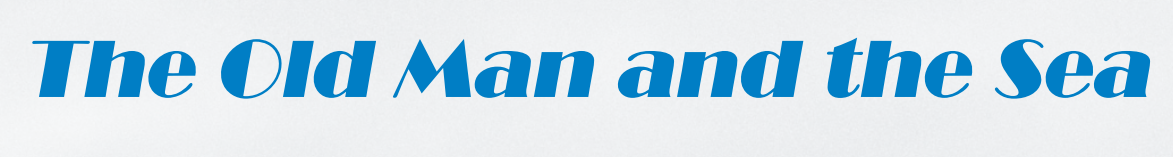 The Old Man and the Sea